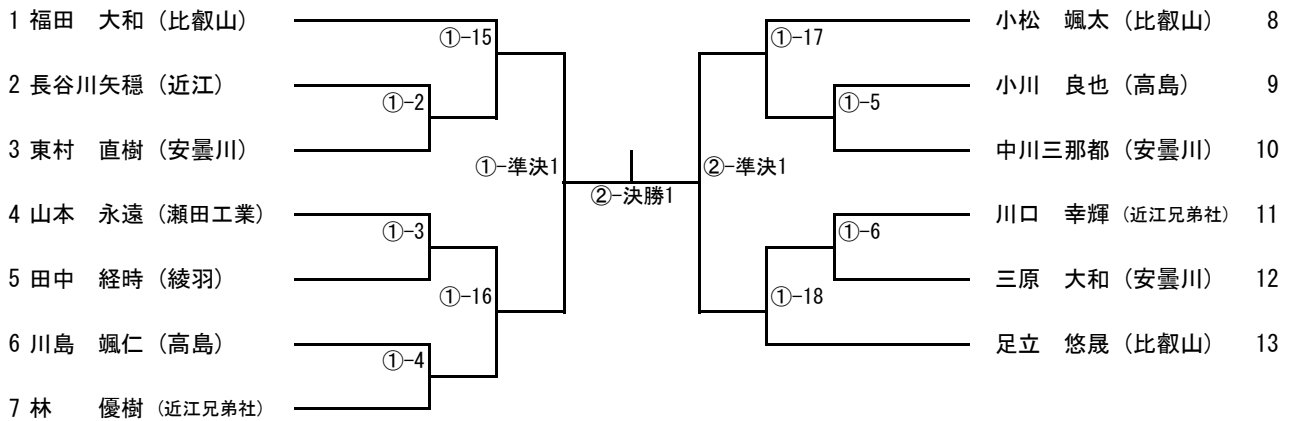 1 福田　大和（比叡山）
2 長谷川矢穏（近江）
3 東村　直樹（安曇川）
4 山本　永遠（瀬田工業）
5 田中　経時（綾羽）
6 川島　颯仁（高島）
7 林　　優樹（近江兄弟社）
①-15
①-2
①-準決1
①-3
①-16
①-4
②-決勝1
①-17
①-5
②-準決1
①-6
①-18
小松　颯太（比叡山）　8
小川　良也（高島）　9
中川三那都（安曇川）　10
川口　幸輝（近江兄弟社）　11
三原　大和（安曇川）　12
足立　悠晟（比叡山）　13